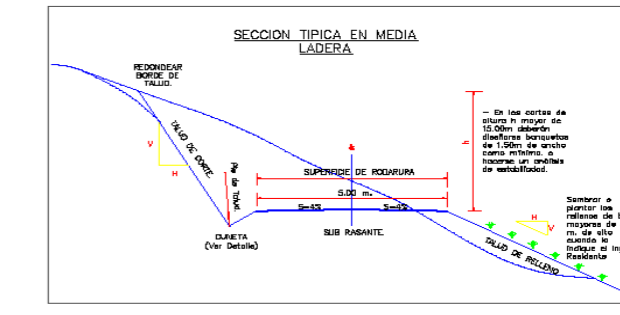 SECCION TIPICA EN MEDIA
LADERA
REDONDEAR
BORDE DE
TALUD.
TALUD DE CORTE.
V
H
Pie de Talud.
CUNETA
(Ver Detalle)
SUPERFICIE DE RODARURA
5.00 m.
S=4%
S=4%
SUB RASANTE.
h
- En los cortes de
altura h mayor de
15.00m deberán
diseñarse banquetas
de 1.50m de ancho
como mínimo, o
hacerse un análisis
de estabilidad.
H
V
TALUD DE RELLENO
Sembrar o
plantar los
rellenos de
mayores de
m. de alto
cuando lo
indique el
Residente